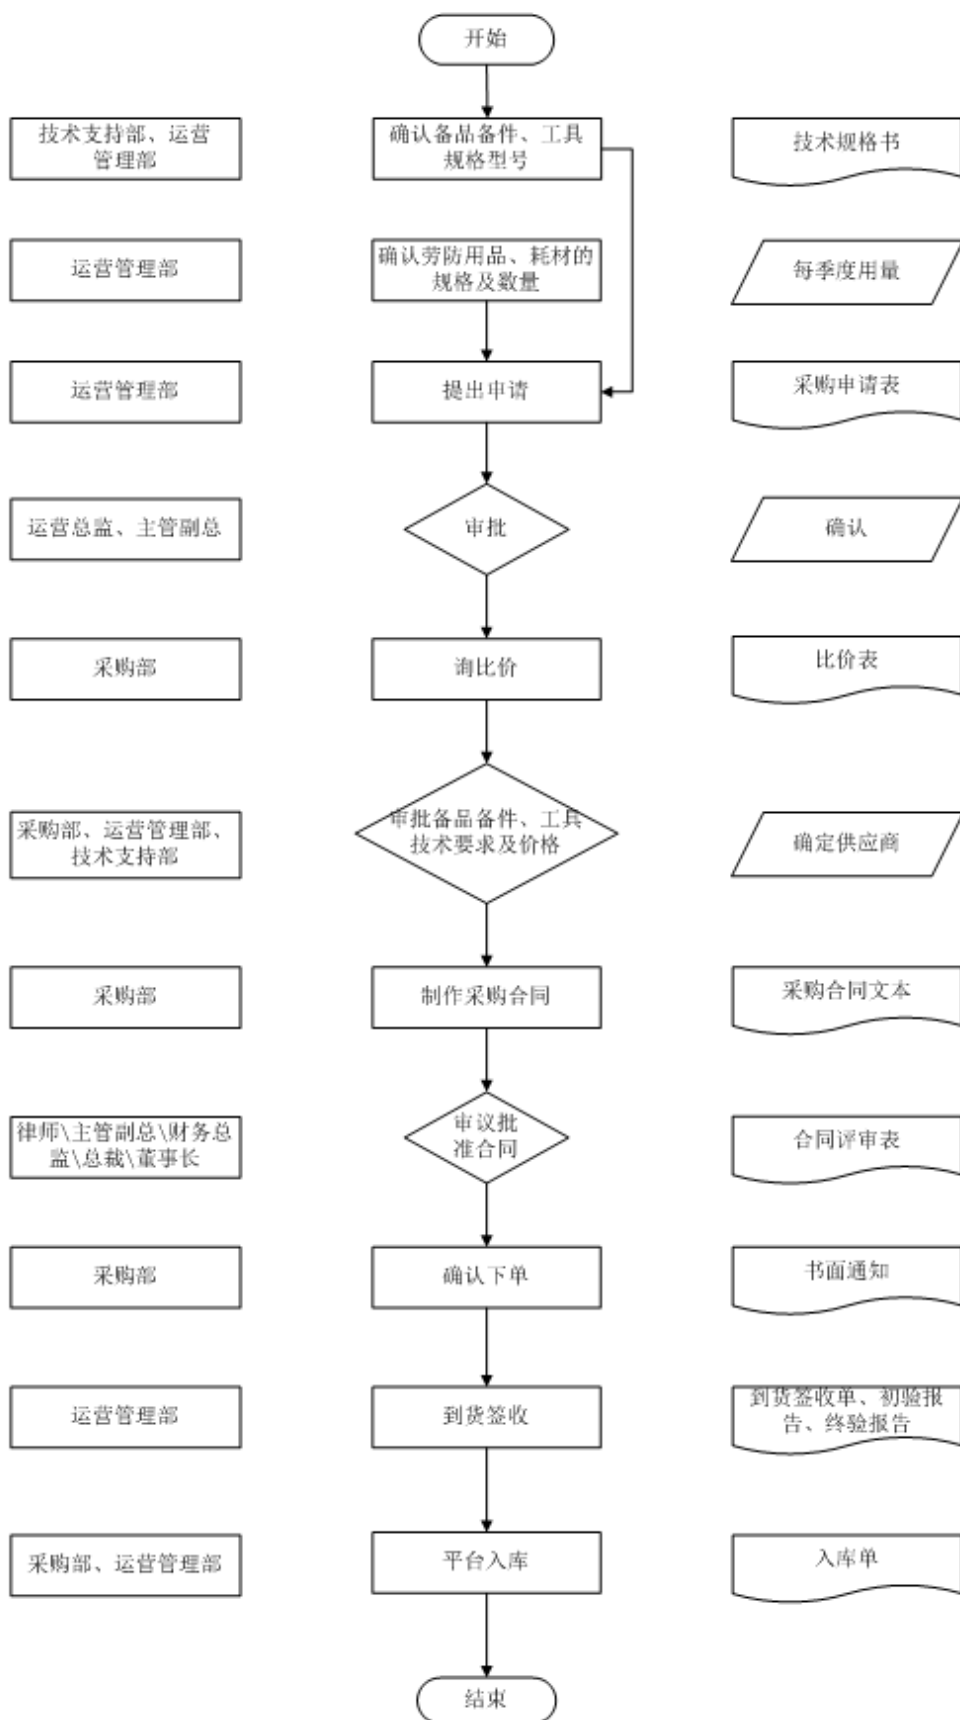 开始
技术支持部、运营
管理部
确认备品备件、工具
规格型号
技术规格书
运营管理部
确认劳防用品、耗材的
规格及数量
每季度用量
运营管理部
提出申请
采购申请表
运营总监、主管副总
审批
确认
采购部
询比价
比价表
采购部、运营管理部、
技术支持部
审批备品备件、工具
技术要求及价格
确定供应商
采购部
制作采购合同
采购合同文本
律师\主管副总\财务总
监\总裁\董事长
审议批
准合同
合同评审表
采购部
确认下单
书面通知
运营管理部
到货签收
到货签收单、初验报
告、终验报告
采购部、运营管理部
平台入库
入库单
结束